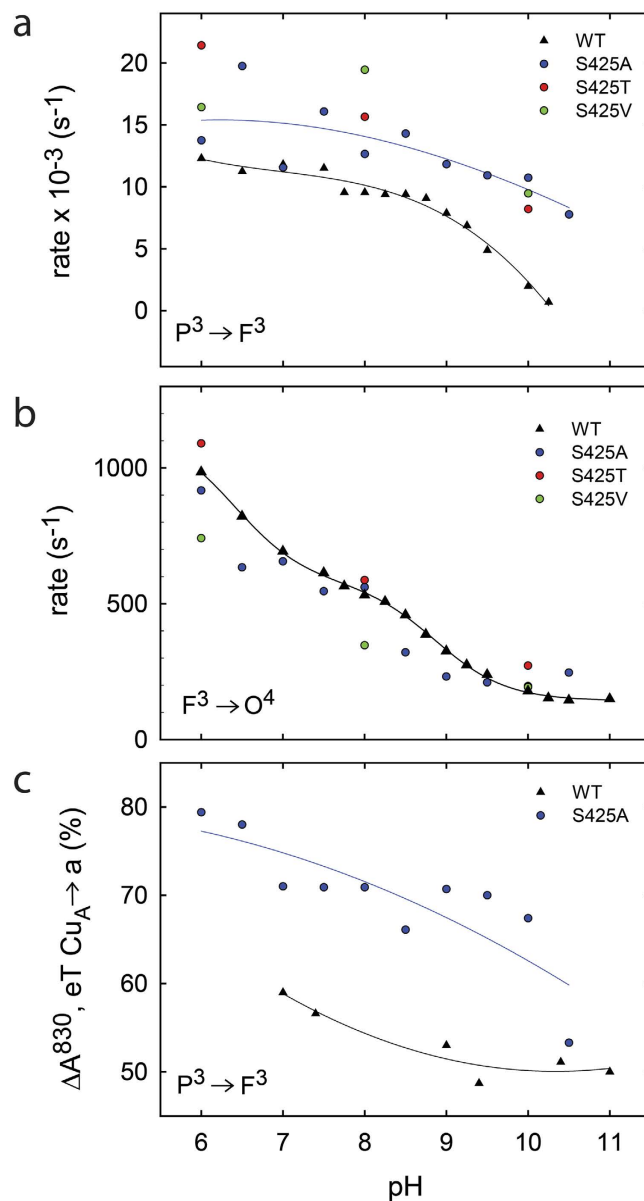 a
WT
S425A
S425T
S425V
20
15
10
5
0
rate x 10⁻³ (s⁻¹)
P³ → F³
b
WT
S425A
S425T
S425V
1000
500
0
rate (s⁻¹)
F³ → O⁴
c
WT
S425A
80
70
60
50
ΔA⁸³⁰, eT Cu_A → a (%)
P³ → F³
6 7 8 9 10 11
pH